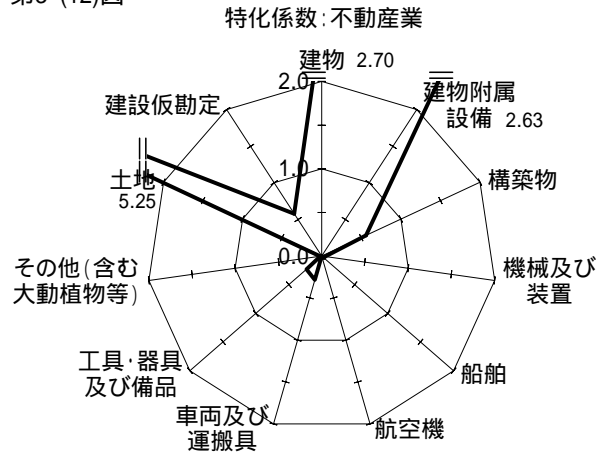 特化係数:不動産業
建物 2.70
2.0
建物附属
設備 2.63
建設仮勘定
土地
5.25
1.0
構築物
0.0
その他(含む
大動植物等)
機械及び
装置
工具・器具
及び備品
船舶
車両及び
運搬具
航空機